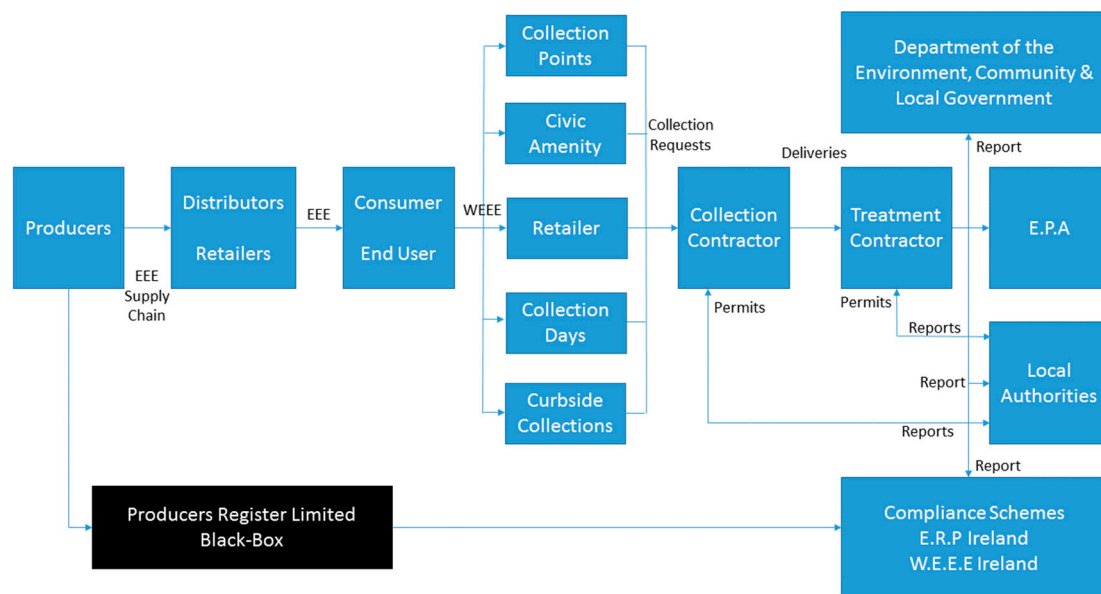 Collection
Points
Department of the
Environment, Community &
Local Government
Civic
Amenity
Collection
Requests
Report
Deliveries
Producers
Distributors
Retailers
EEE
Consumer
End User
WEEE
Retailer
Collection
Contractor
Treatment
Contractor
E.P.A
EEE
Supply
Chain
Collection
Days
Permits
Permits
Reports
Local
Authorities
Report
Curbside
Collections
Reports
Report
Producers Register Limited
Black-Box
Compliance Schemes
E.R.P Ireland
W.E.E.E Ireland